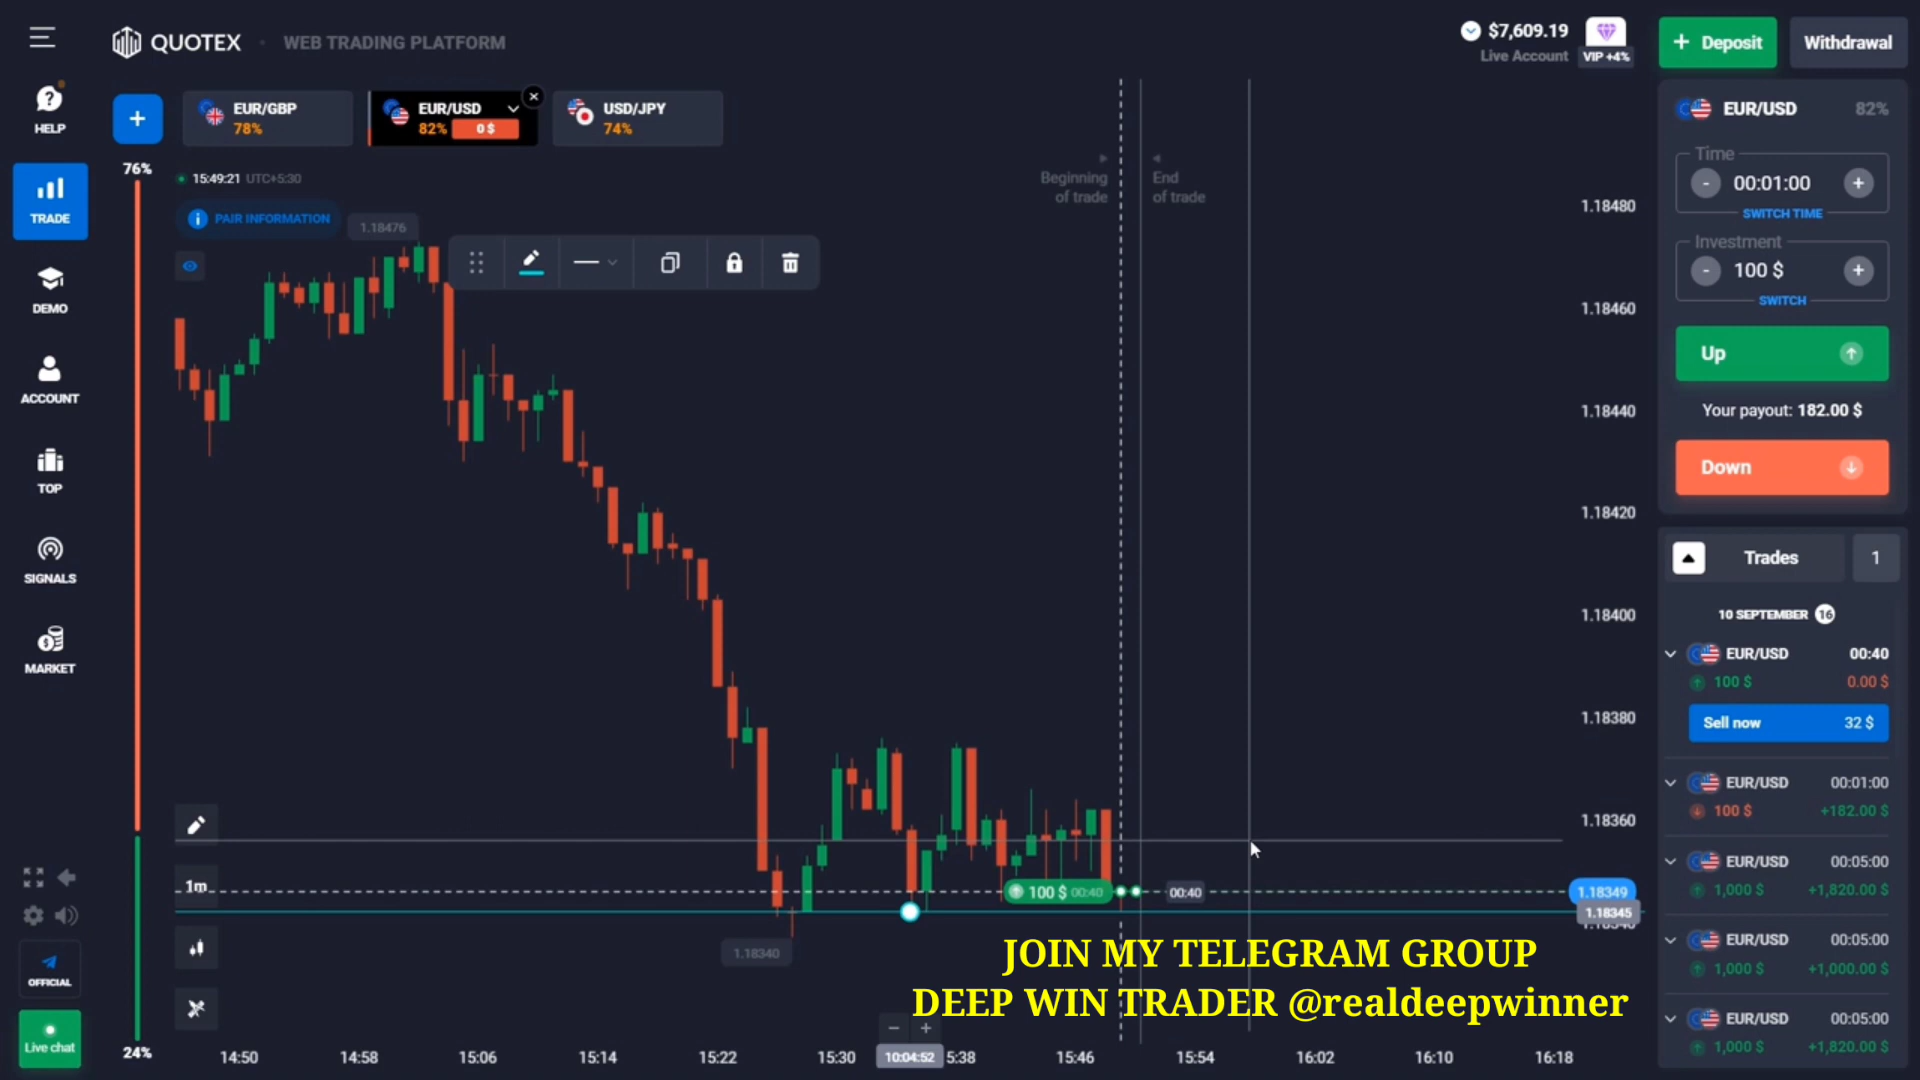 QUOTEX
WEB TRADING PLATFORM
$7,609.19
Live Account
VIP +4%
+ Deposit
Withdrawal
HELP
TRADE
DEMO
ACCOUNT
TOP
SIGNALS
MARKET
OFFICIAL
Live chat
EUR/GBP
78%
EUR/USD
82% 0 $
USD/JPY
74%
76%
24%
15:49:21 UTC+5:30
PAIR INFORMATION
1.18476
Beginning
of trade
End
of trade
1.18480
1.18460
1.18440
1.18420
1.18400
1.18380
1.18360
1.18349
1.18345
1m
100 $ 00:40
00:40
1.18340
JOIN MY TELEGRAM GROUP
DEEP WIN TRADER @realdeepwinner
14:50
14:58
15:06
15:14
15:22
15:30
10:04:52
5:38
15:46
15:54
16:02
16:10
16:18
EUR/USD 82%
Time
- 00:01:00 +
SWITCH TIME
Investment
- 100 $ +
SWITCH
Up
Your payout: 182.00 $
Down
Trades 1
10 SEPTEMBER 16
EUR/USD 00:40
100 $ 0.00 $
Sell now 32 $
EUR/USD 00:01:00
100 $ +182.00 $
EUR/USD 00:05:00
1,000 $ +1,820.00 $
EUR/USD 00:05:00
1,000 $ +1,000.00 $
EUR/USD 00:05:00
1,000 $ +1,820.00 $